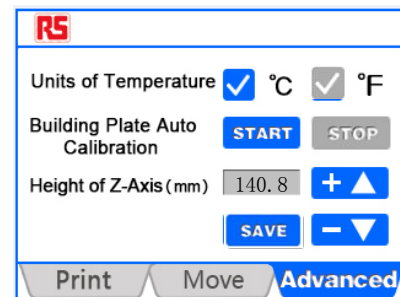 RS
Units of Temperature °C °F
Building Plate Auto
Calibration START STOP
Height of Z-Axis(mm) 140.8 +
SAVE −
Print Move Advanced